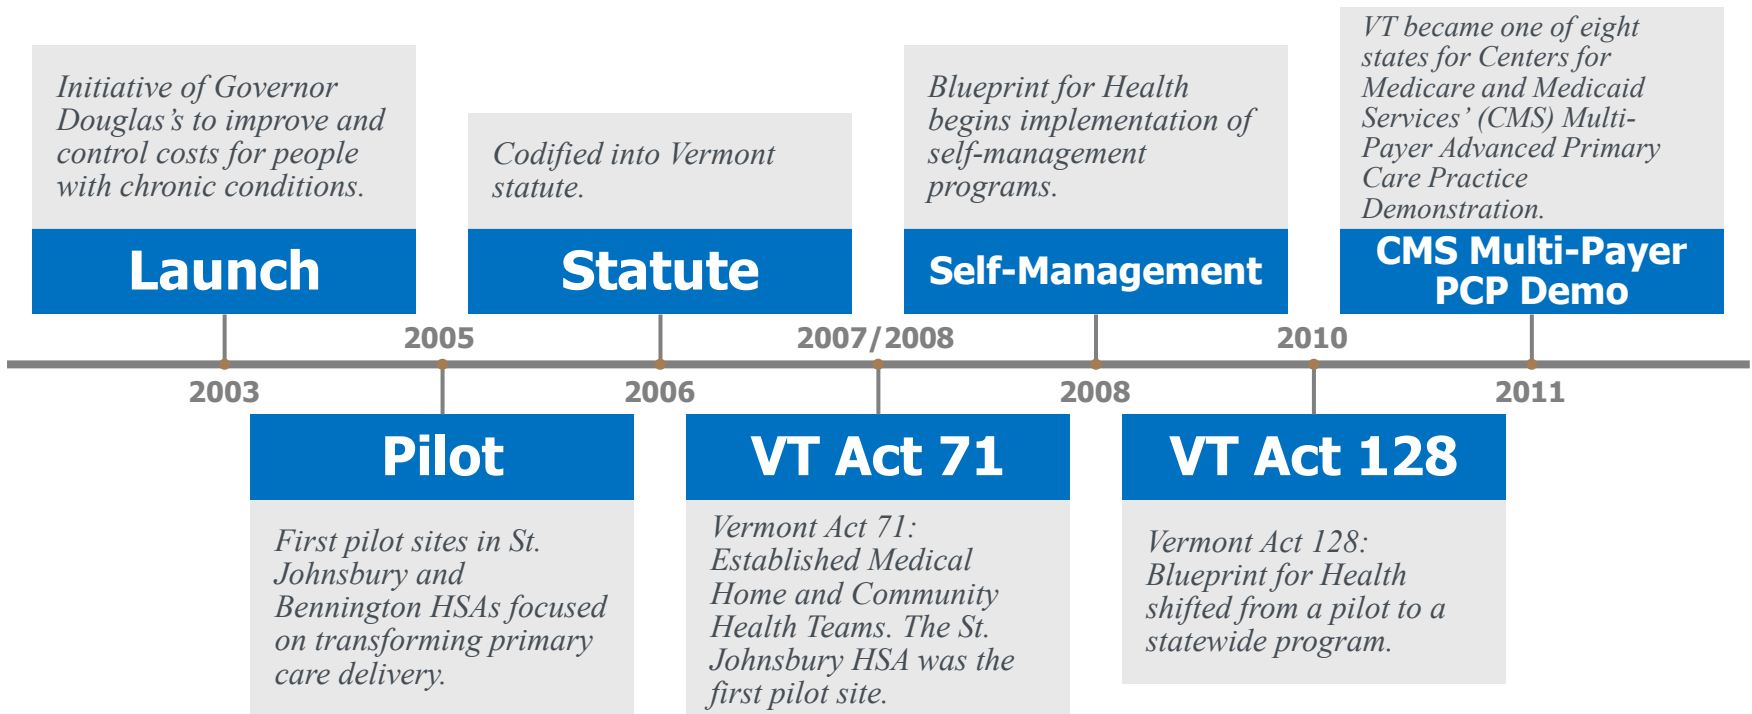 Initiative of Governor
Douglas's to improve and
control costs for people
with chronic conditions.
Launch
2003
2005
Pilot
First pilot sites in St.
Johnsbury and
Bennington HSAs focused
on transforming primary
care delivery.
Codified into Vermont
statute.
Statute
2006
2007/2008
VT Act 71
Vermont Act 71:
Established Medical
Home and Community
Health Teams. The St.
Johnsbury HSA was the
first pilot site.
Blueprint for Health
begins implementation of
self-management
programs.
Self-Management
2008
2010
VT Act 128
Vermont Act 128:
Blueprint for Health
shifted from a pilot to a
statewide program.
VT became one of eight
states for Centers for
Medicare and Medicaid
Services' (CMS) Multi-
Payer Advanced Primary
Care Practice
Demonstration.
CMS Multi-Payer
PCP Demo
2011